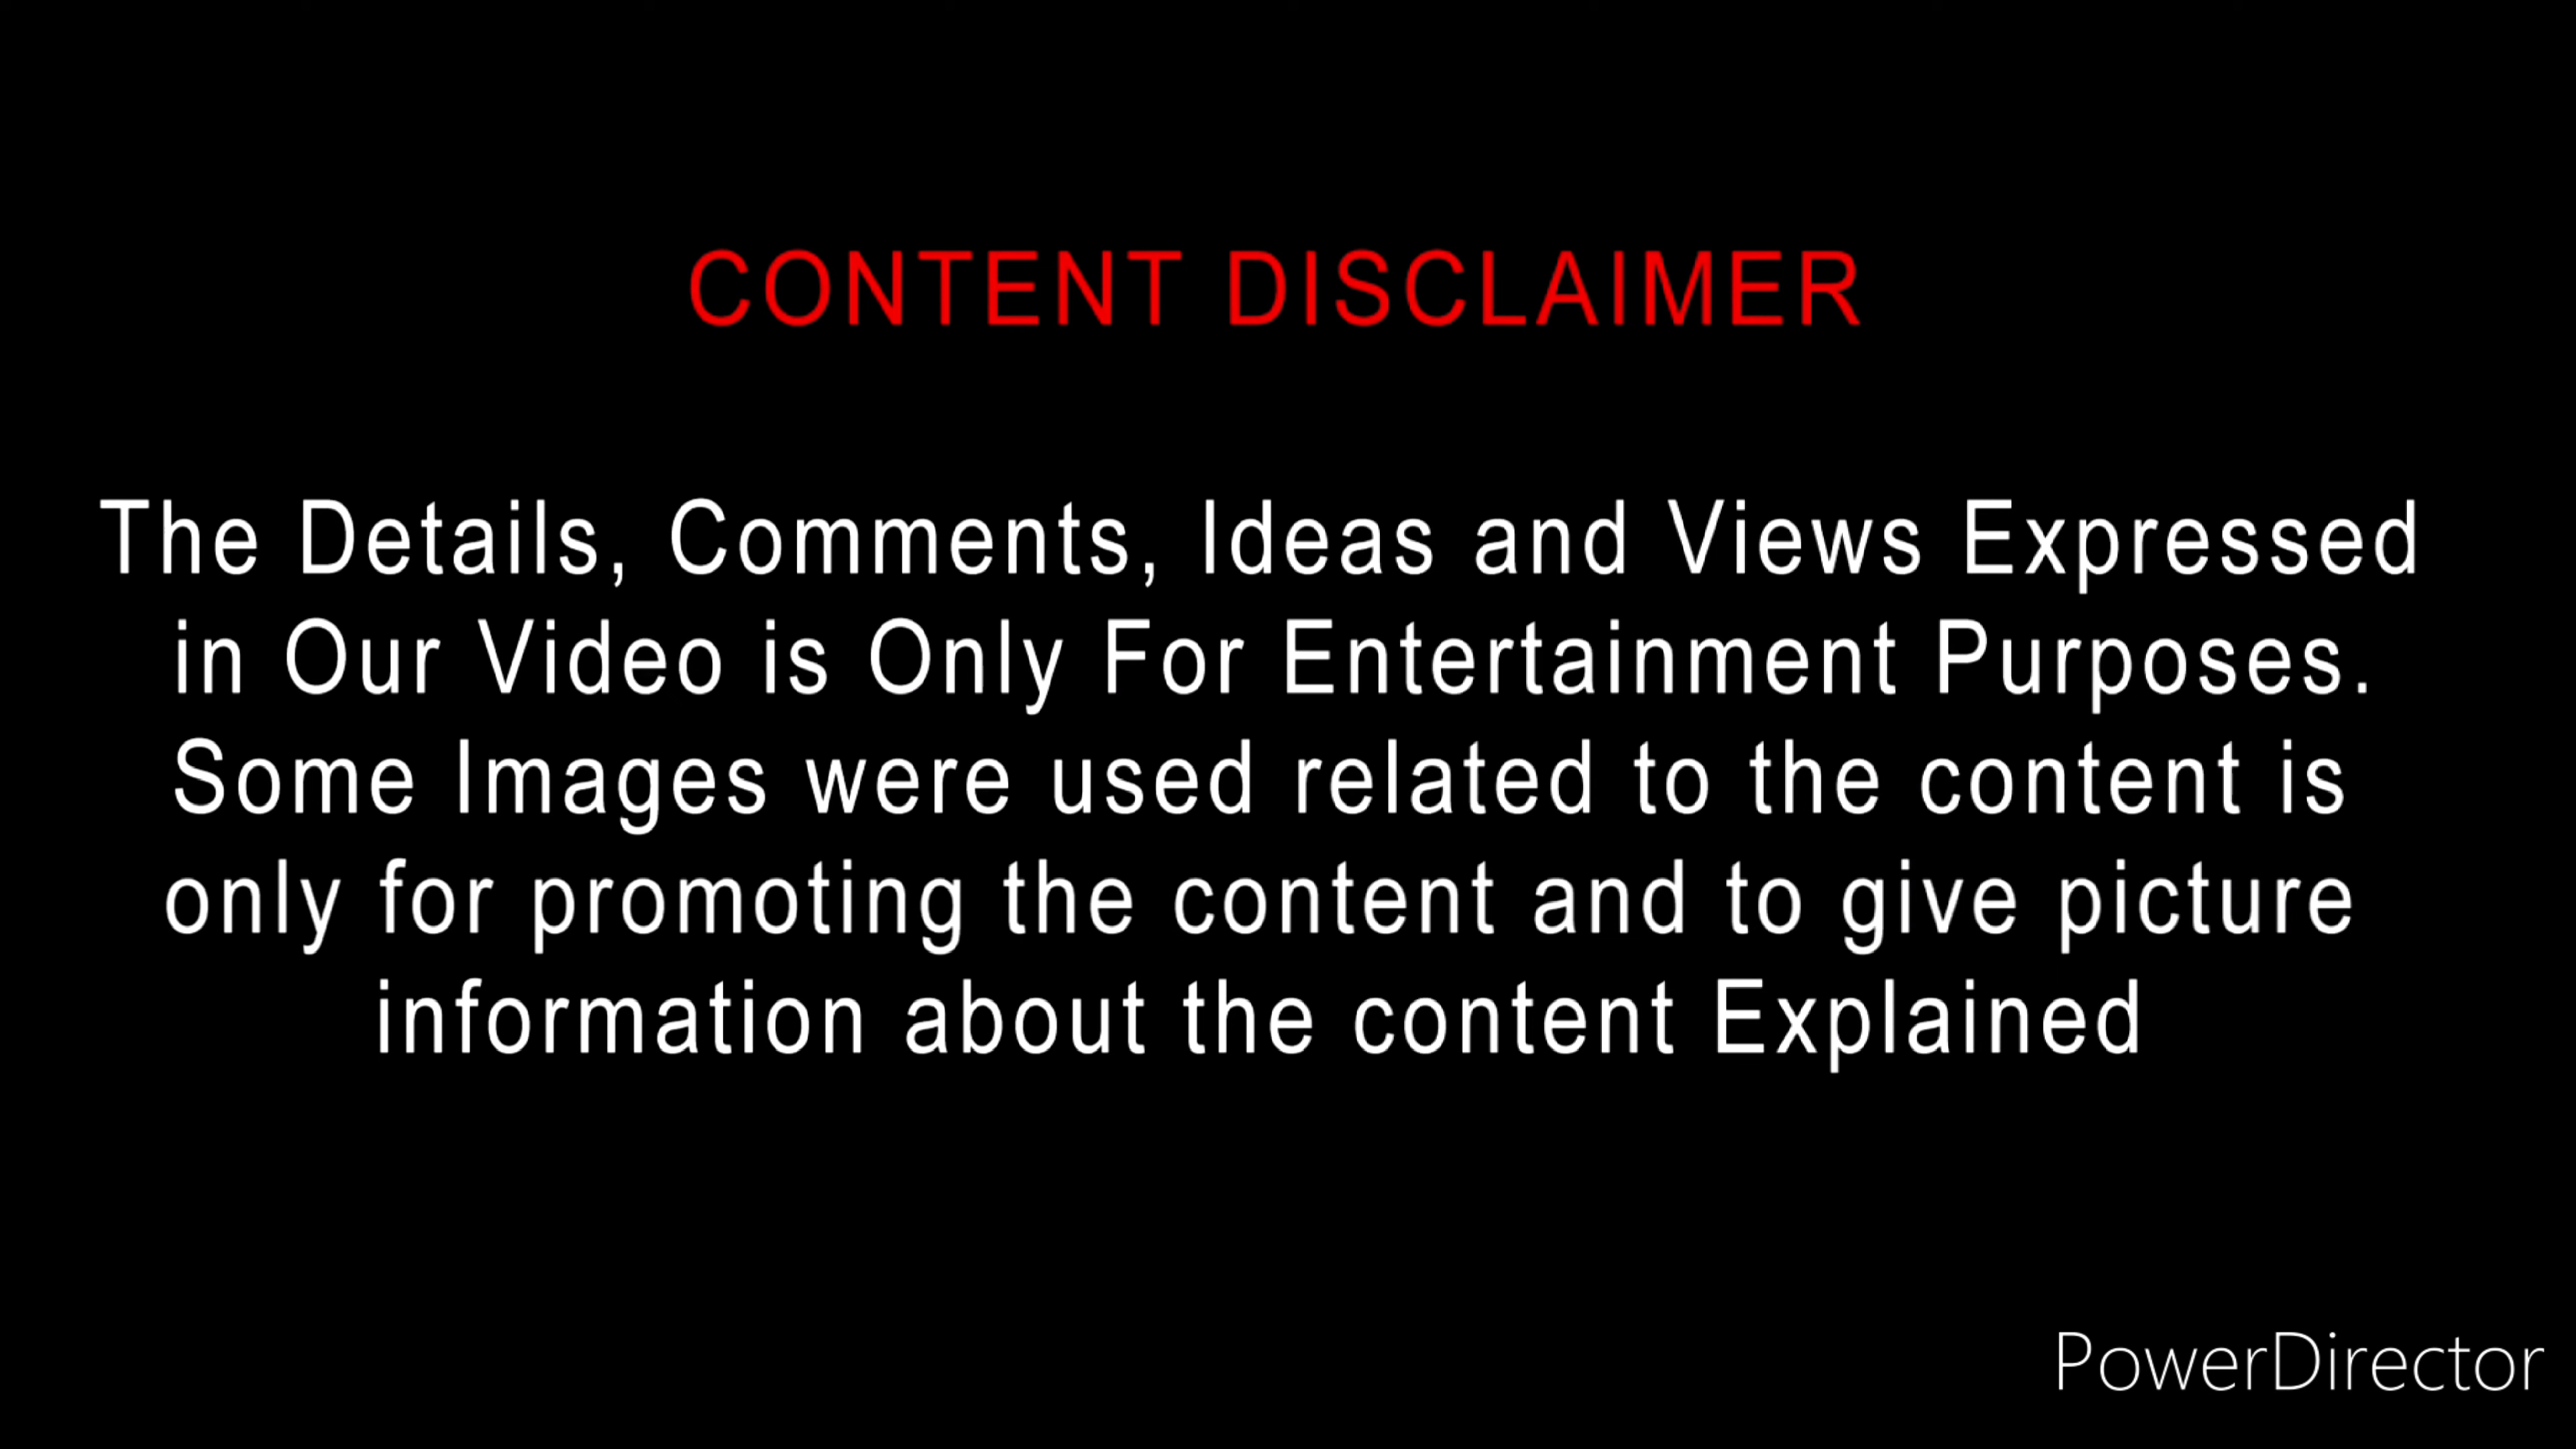 CONTENT DISCLAIMER
The Details, Comments, Ideas and Views Expressed
in Our Video is Only For Entertainment Purposes.
Some Images were used related to the content is
only for promoting the content and to give picture
information about the content Explained
PowerDirector